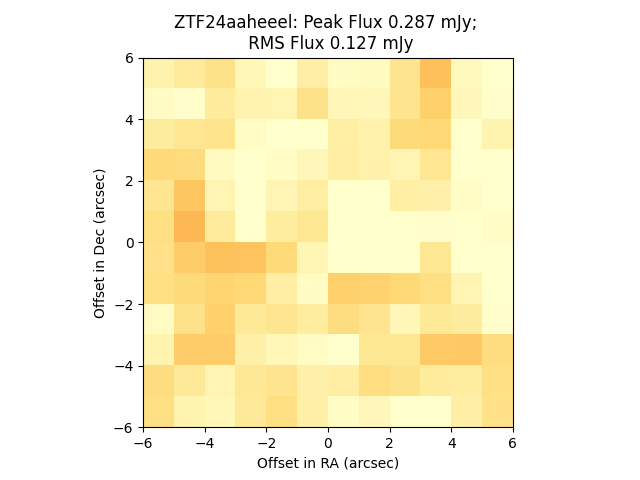 ZTF24aaheeel: Peak Flux 0.287 mJy;
RMS Flux 0.127 mJy
6
4
2
0
−2
−4
−6
Offset in Dec (arcsec)
−6 −4 −2 0 2 4 6
Offset in RA (arcsec)